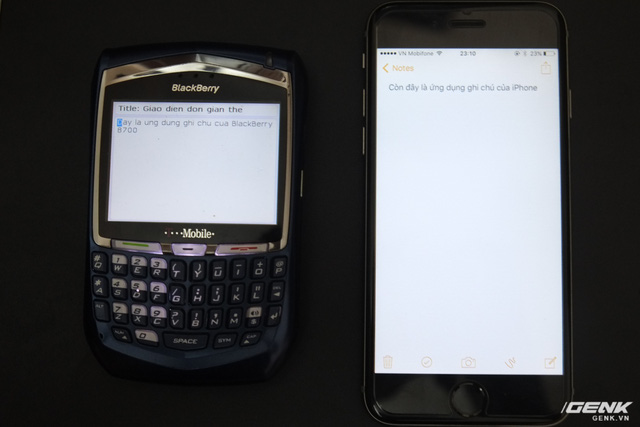 BlackBerry
Title: Giao dien don gian the
Day la ung dung ghi chu cua BlackBerry
8700
T··Mobile·
SPACE
SYM
VN Mobifone
23:10
23%
Notes
Còn đây là ứng dụng ghi chú của iPhone
GENK
GENK.VN